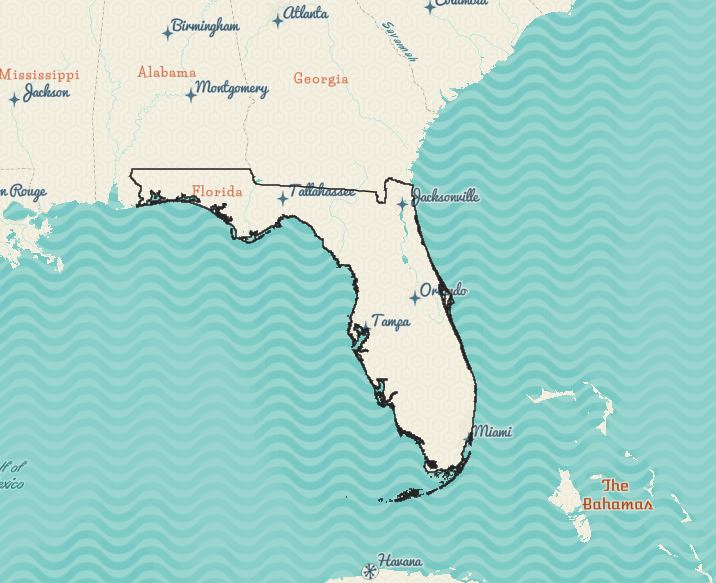 Columbia
Atlanta
Birmingham
Savannah
Mississippi
Alabama
Georgia
Jackson
Montgomery
n Rouge
Florida
Tallahassee
Jacksonville
Orlando
Tampa
Miami
lf of
exico
The
Bahamas
Havana